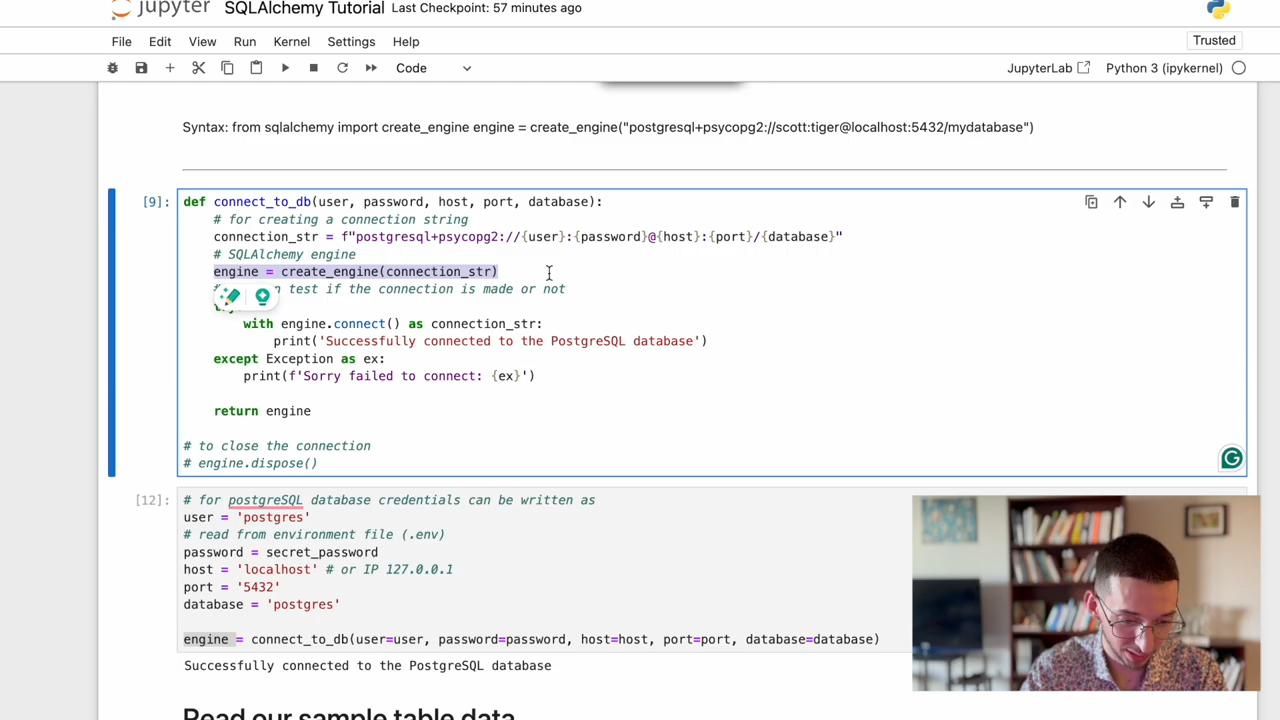 jupyter SQLAlchemy Tutorial Last Checkpoint: 57 minutes ago
File Edit View Run Kernel Settings Help
Trusted
Code
JupyterLab
Python 3 (ipykernel)
Syntax: from sqlalchemy import create_engine engine = create_engine("postgresql+psycopg2://scott:tiger@localhost:5432/mydatabase")
[9]:
def connect_to_db(user, password, host, port, database):
# for creating a connection string
connection_str = f"postgresql+psycopg2://{user}:{password}@{host}:{port}/{database}"
# SQLAlchemy engine
engine = create_engine(connection_str)
test if the connection is made or not
with engine.connect() as connection_str:
print('Successfully connected to the PostgreSQL database')
except Exception as ex:
print(f'Sorry failed to connect: {ex}')
return engine
# to close the connection
# engine.dispose()
[12]:
# for postgreSQL database credentials can be written as
user = 'postgres'
# read from environment file (.env)
password = secret_password
host = 'localhost' # or IP 127.0.0.1
port = '5432'
database = 'postgres'
engine = connect_to_db(user=user, password=password, host=host, port=port, database=database)
Successfully connected to the PostgreSQL database
Read our sample table data